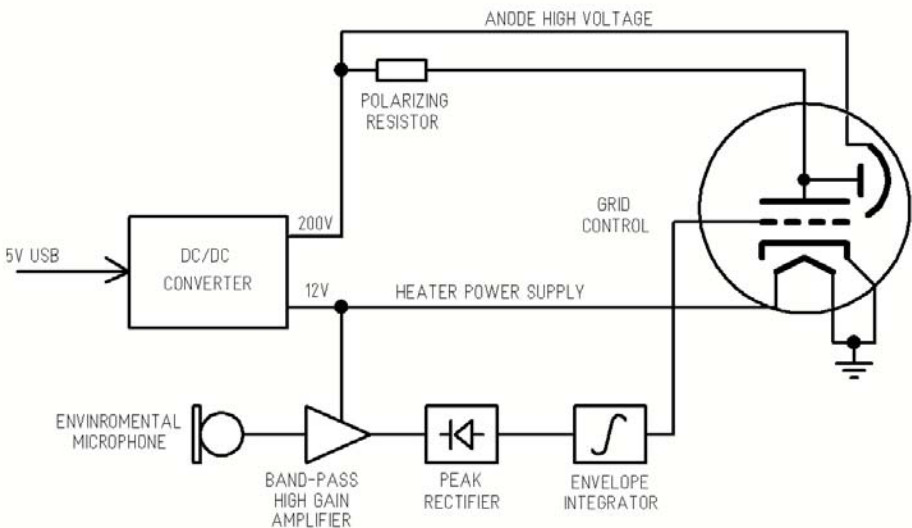 ANODE HIGH VOLTAGE
POLARIZING
RESISTOR
GRID
CONTROL
200V
5V USB
DC/DC
CONVERTER
12V
HEATER POWER SUPPLY
ENVINROMENTAL
MICROPHONE
BAND-PASS
HIGH GAIN
AMPLIFIER
PEAK
RECTIFIER
ENVELOPE
INTEGRATOR